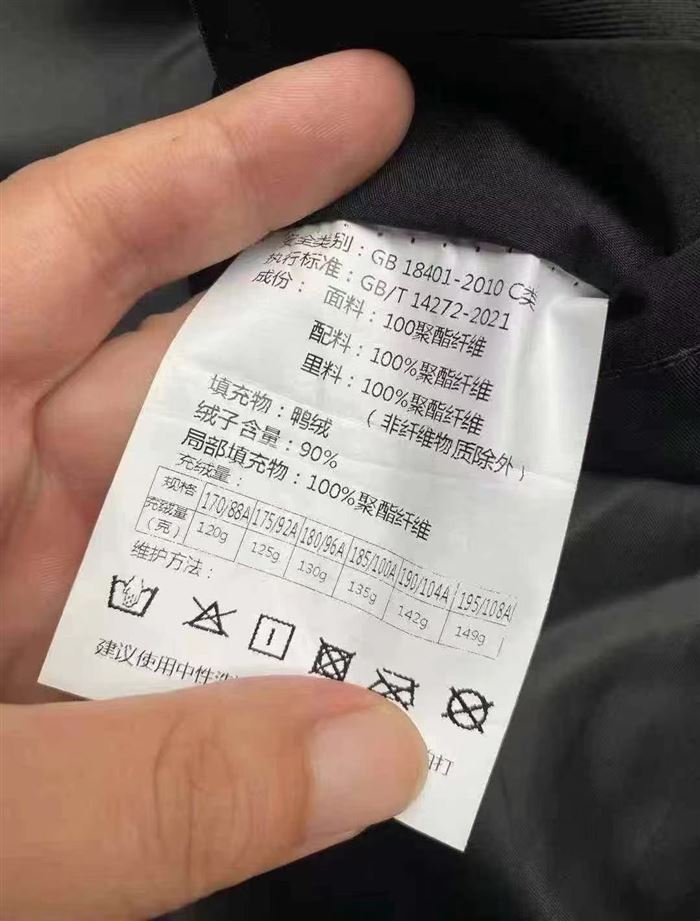 安全类别：GB 18401-2010 C类
执行标准：GB/T 14272-2021
成份： 面料：100聚酯纤维
配料：100%聚酯纤维
里料：100%聚酯纤维
（非纤维物质除外）
填充物：鸭绒
绒子含量：90%
局部填充物：100%聚酯纤维
充绒量：
规格 170/88A 175/92A 180/96A 185/100A 190/104A 195/108A
充绒量（克） 120g 125g 130g 135g 142g 149g
维护方法：
建议使用中性洗
拍打